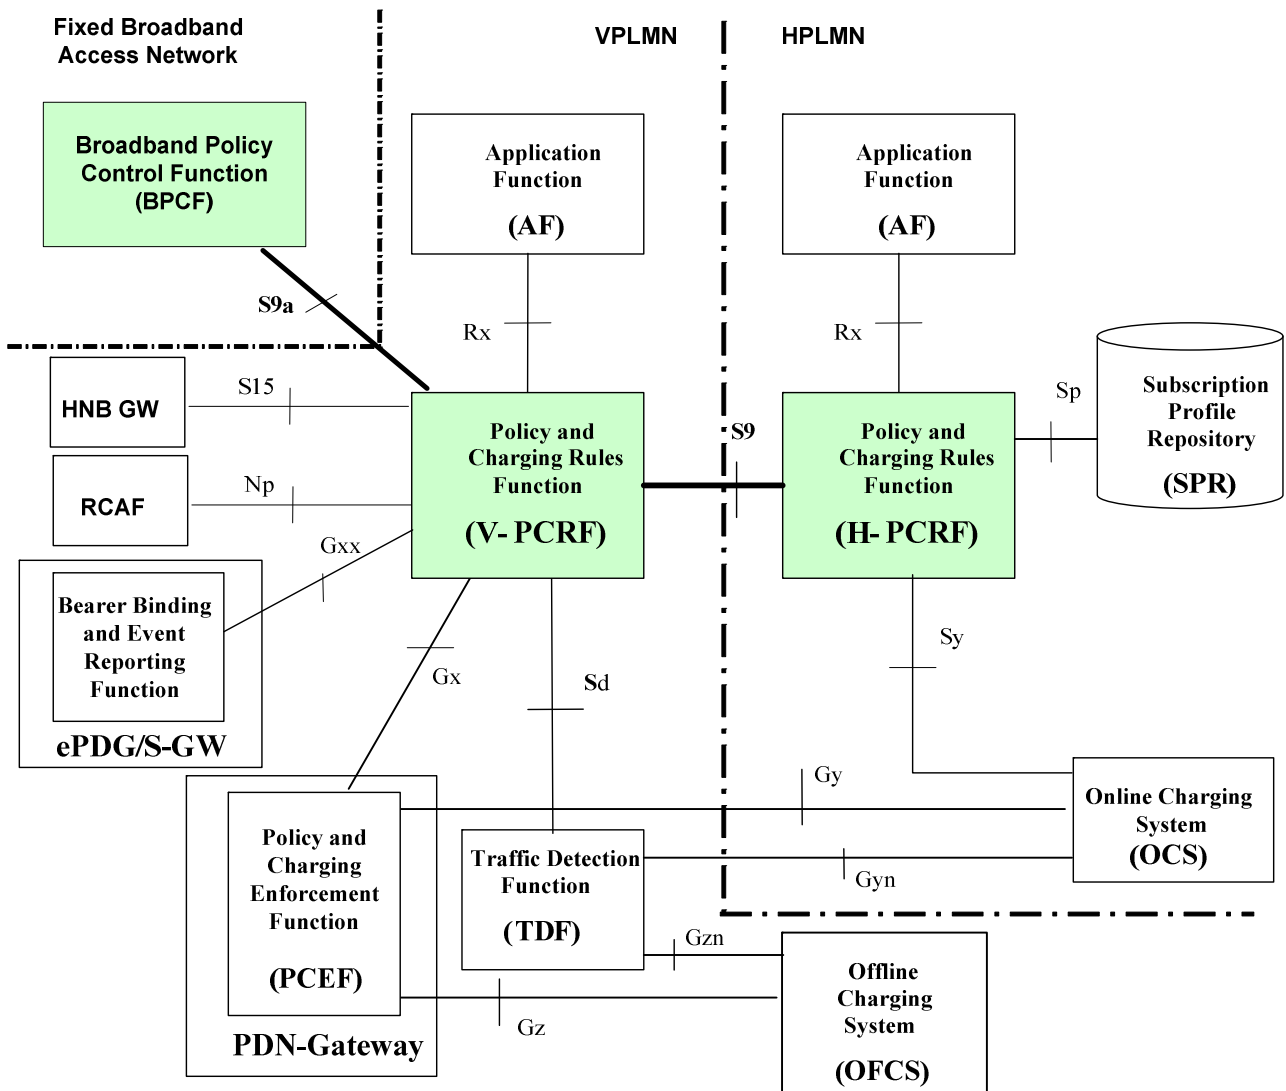 Fixed Broadband
Access Network
VPLMN
HPLMN
Broadband Policy
Control Function
(BPCF)
Application
Function
(AF)
Application
Function
(AF)
S9a
Rx
Rx
HNB GW
S15
Policy and
Charging Rules
Function
(V- PCRF)
S9
Policy and
Charging Rules
Function
(H- PCRF)
Sp
Subscription
Profile
Repository
(SPR)
RCAF
Np
Gxx
Bearer Binding
and Event
Reporting
Function
ePDG/S-GW
Gx
Sd
Sy
Gy
Policy and
Charging
Enforcement
Function
(PCEF)
PDN-Gateway
Traffic Detection
Function
(TDF)
Gyn
Online Charging
System
(OCS)
Gzn
Gz
Offline
Charging
System
(OFCS)